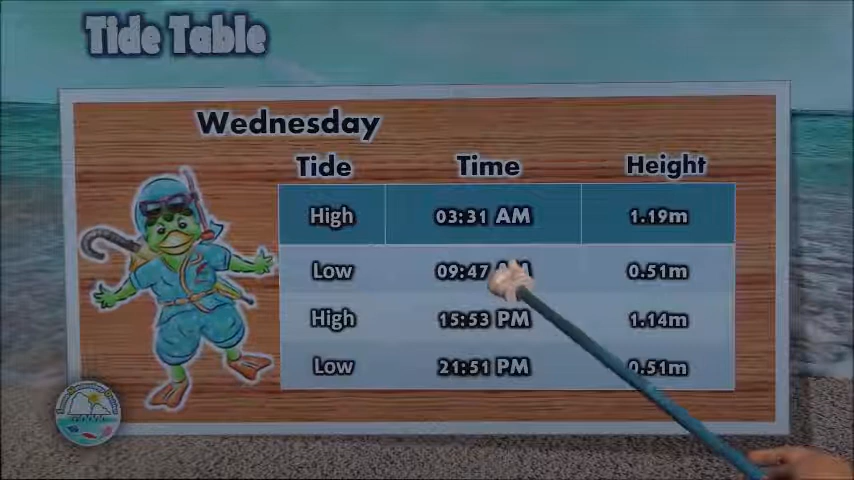 Tide Table
Wednesday
Tide Time Height
High 03:31 AM 1.19m
Low 09:47 0.51m
High 15:53 PM 1.14m
Low 21:51 PM 0.51m